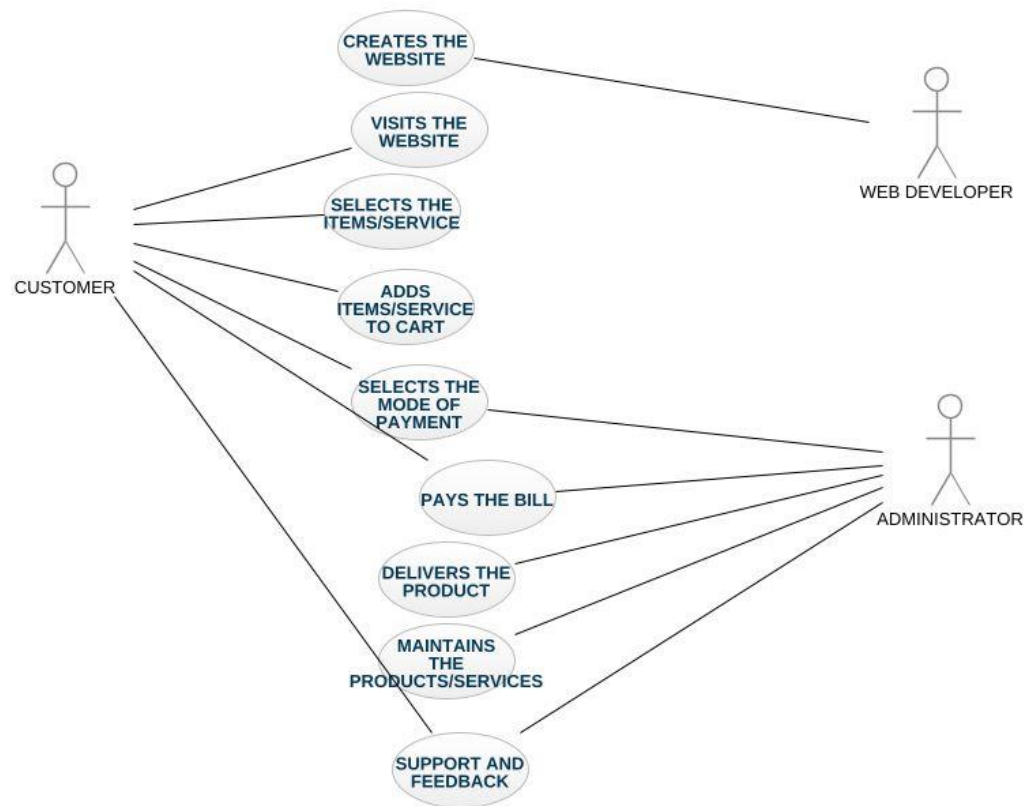 CREATES THE
WEBSITE
VISITS THE
WEBSITE
WEB DEVELOPER
SELECTS THE
ITEMS/SERVICE
CUSTOMER
ADDS
ITEMS/SERVICE
TO CART
SELECTS THE
MODE OF
PAYMENT
PAYS THE BILL
ADMINISTRATOR
DELIVERS THE
PRODUCT
MAINTAINS
THE
PRODUCTS/SERVICES
SUPPORT AND
FEEDBACK